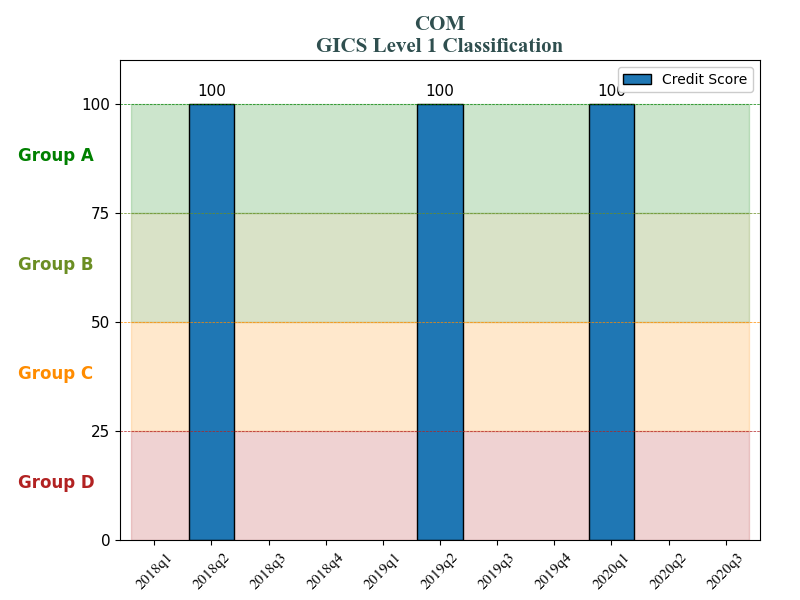 COM
GICS Level 1 Classification
Credit Score
100
100
100
100
Group A
75
Group B
50
Group C
25
Group D
0
2018q1
2018q2
2018q3
2018q4
2019q1
2019q2
2019q3
2019q4
2020q1
2020q2
2020q3